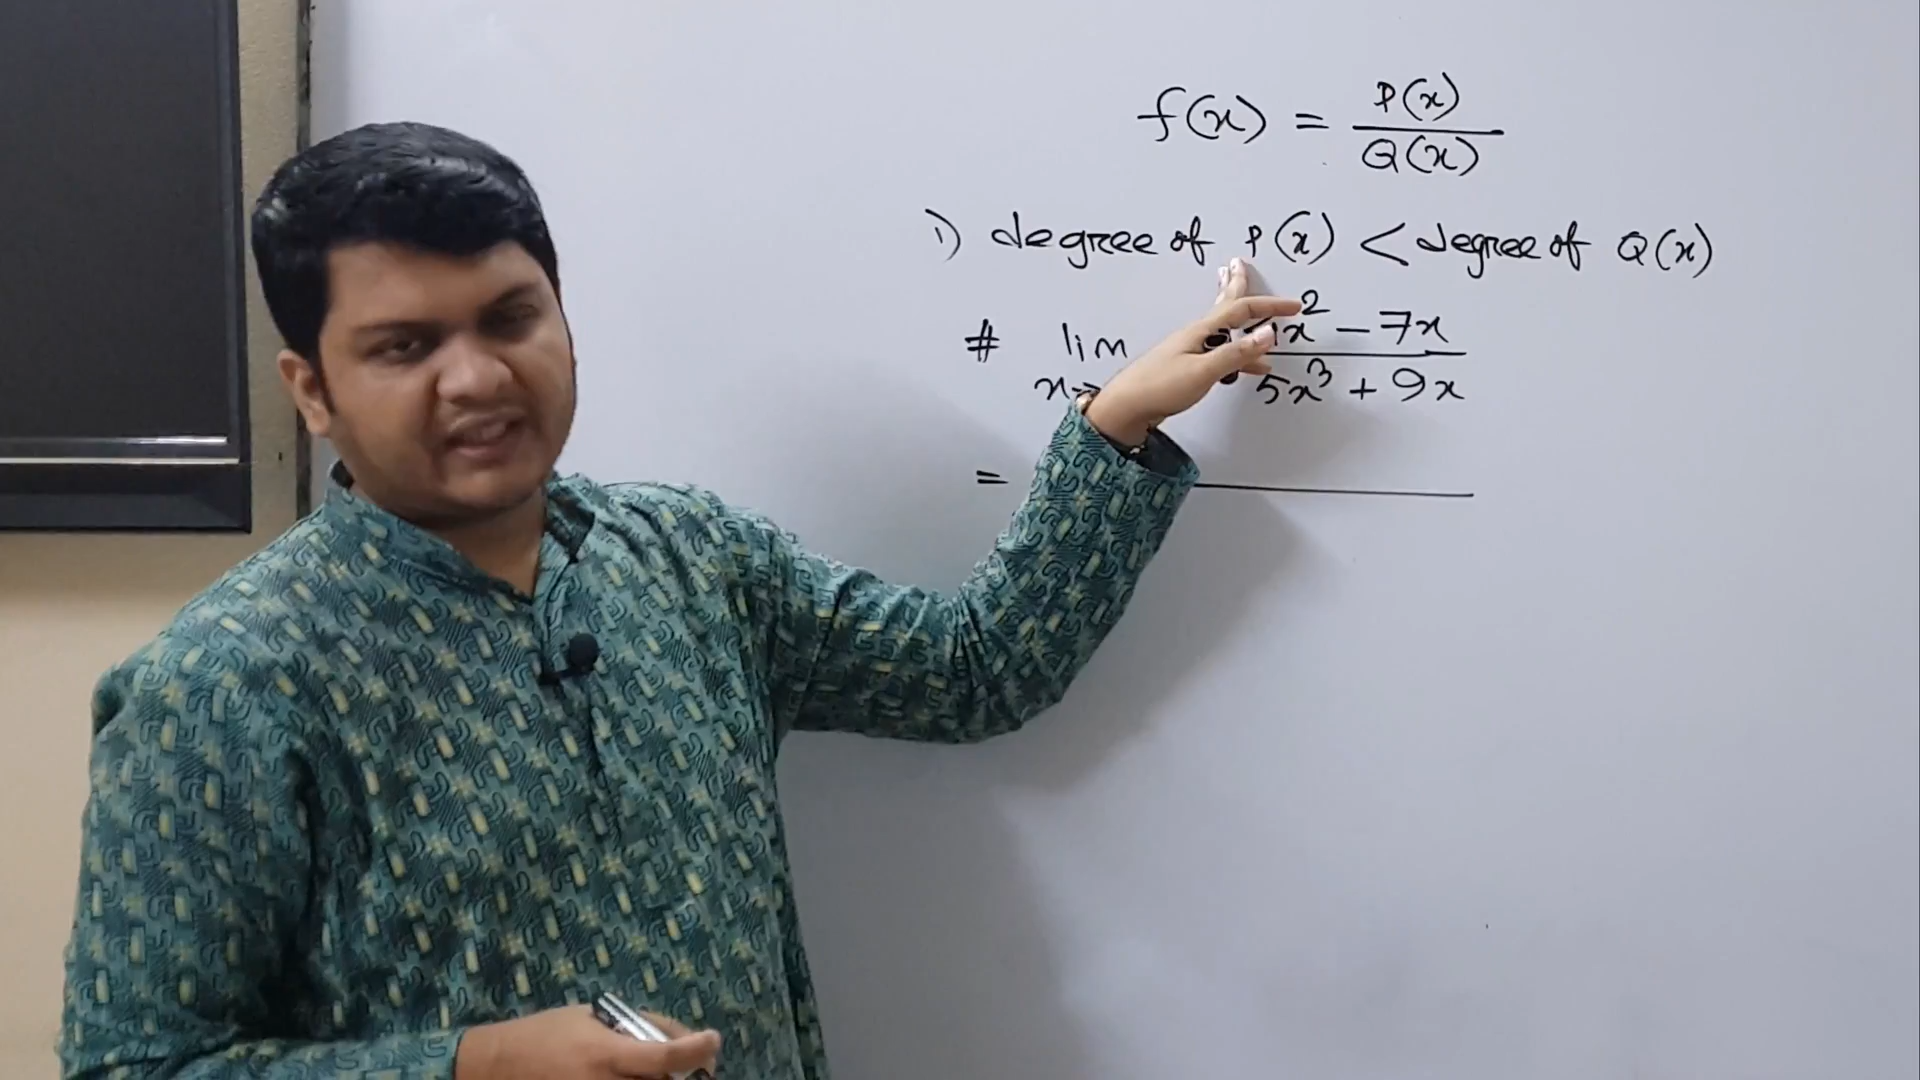 f(x) = P(x) / Q(x)
i) degree of P(x) < degree of Q(x)
# lim x→ x² - 7x / 5x³ + 9x
=